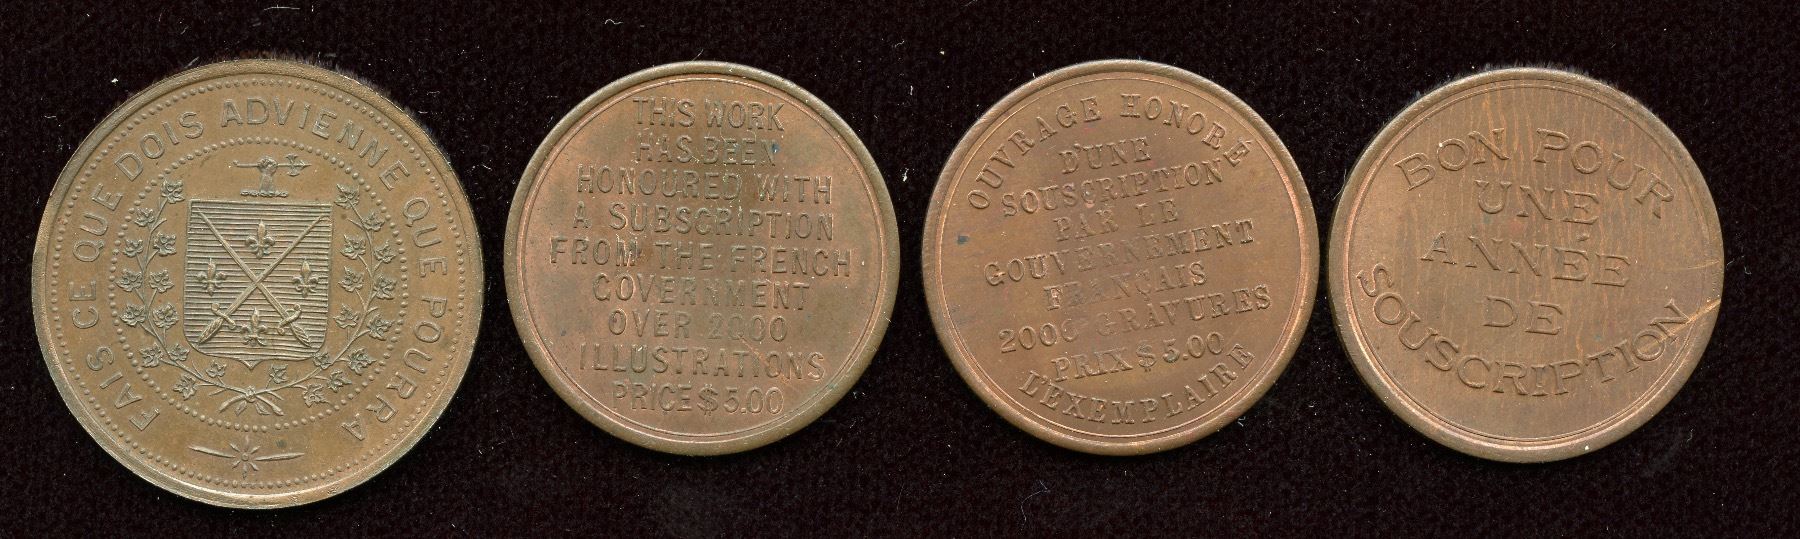 FAIS CE QUE DOIS ADVIENNE QUE POURRA
THIS WORK
HAS BEEN
HONOURED WITH
A SUBSCRIPTION
FROM THE FRENCH
GOVERNMENT
OVER 2000
ILLUSTRATIONS
PRICE $5.00
OUVRAGE HONORÉ
D'UNE
SOUSCRIPTION
PAR LE
GOUVERNEMENT
FRANÇAIS
2000 GRAVURES
PRIX $5.00
L'EXEMPLAIRE
BON POUR
UNE
ANNÉE
DE
SOUSCRIPTION